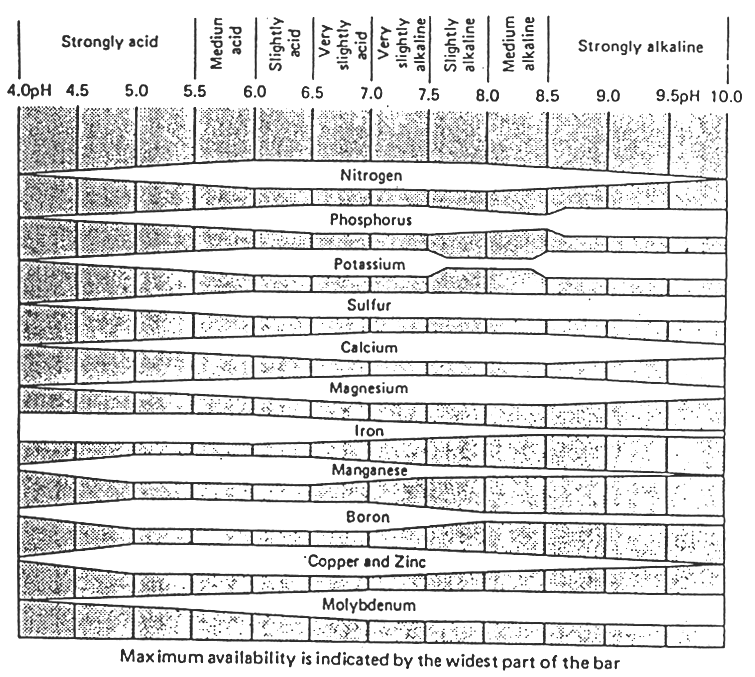 Strongly acid
Mediun acid
Slightly acid
Very slightly acid
Very slightly alkaline
Slightly alkaline
Medium alkaline
Strongly alkaline
4.0pH 4.5 5.0 5.5 6.0 6.5 7.0 7.5 8.0 8.5 9.0 9.5pH 10.0
Nitrogen
Phosphorus
Potassium
Sulfur
Calcium
Magnesium
Iron
Manganese
Boron
Copper and Zinc
Molybdenum
Maximum availability is indicated by the widest part of the bar